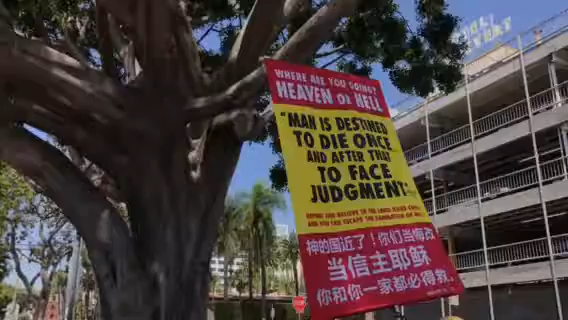 WHERE ARE YOU GOING?
HEAVEN OR HELL
"MAN IS DESTINED
TO DIE ONCE,
AND AFTER THAT
TO FACE
JUDGMENT"
神的国近了！你们当悔改
当信主耶稣
你和你一家都必得救.